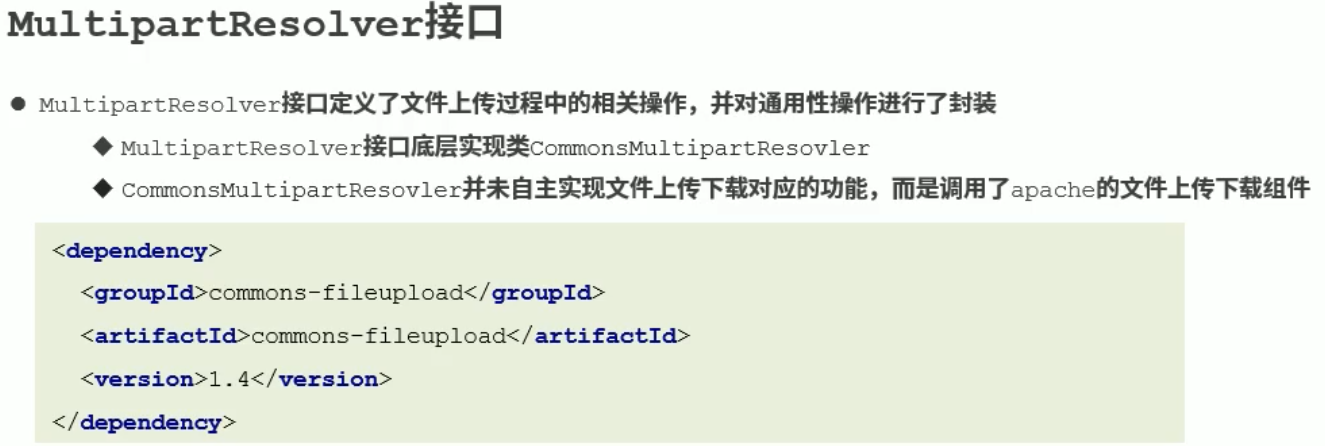 MultipartResolver接口
● MultipartResolver接口定义了文件上传过程中的相关操作，并对通用性操作进行了封装
◆ MultipartResolver接口底层实现类CommonsMultipartResovler
◆ CommonsMultipartResovler并未自主实现文件上传下载对应的功能，而是调用了apache的文件上传下载组件
<dependency>
<groupId>commons-fileupload</groupId>
<artifactId>commons-fileupload</artifactId>
<version>1.4</version>
</dependency>